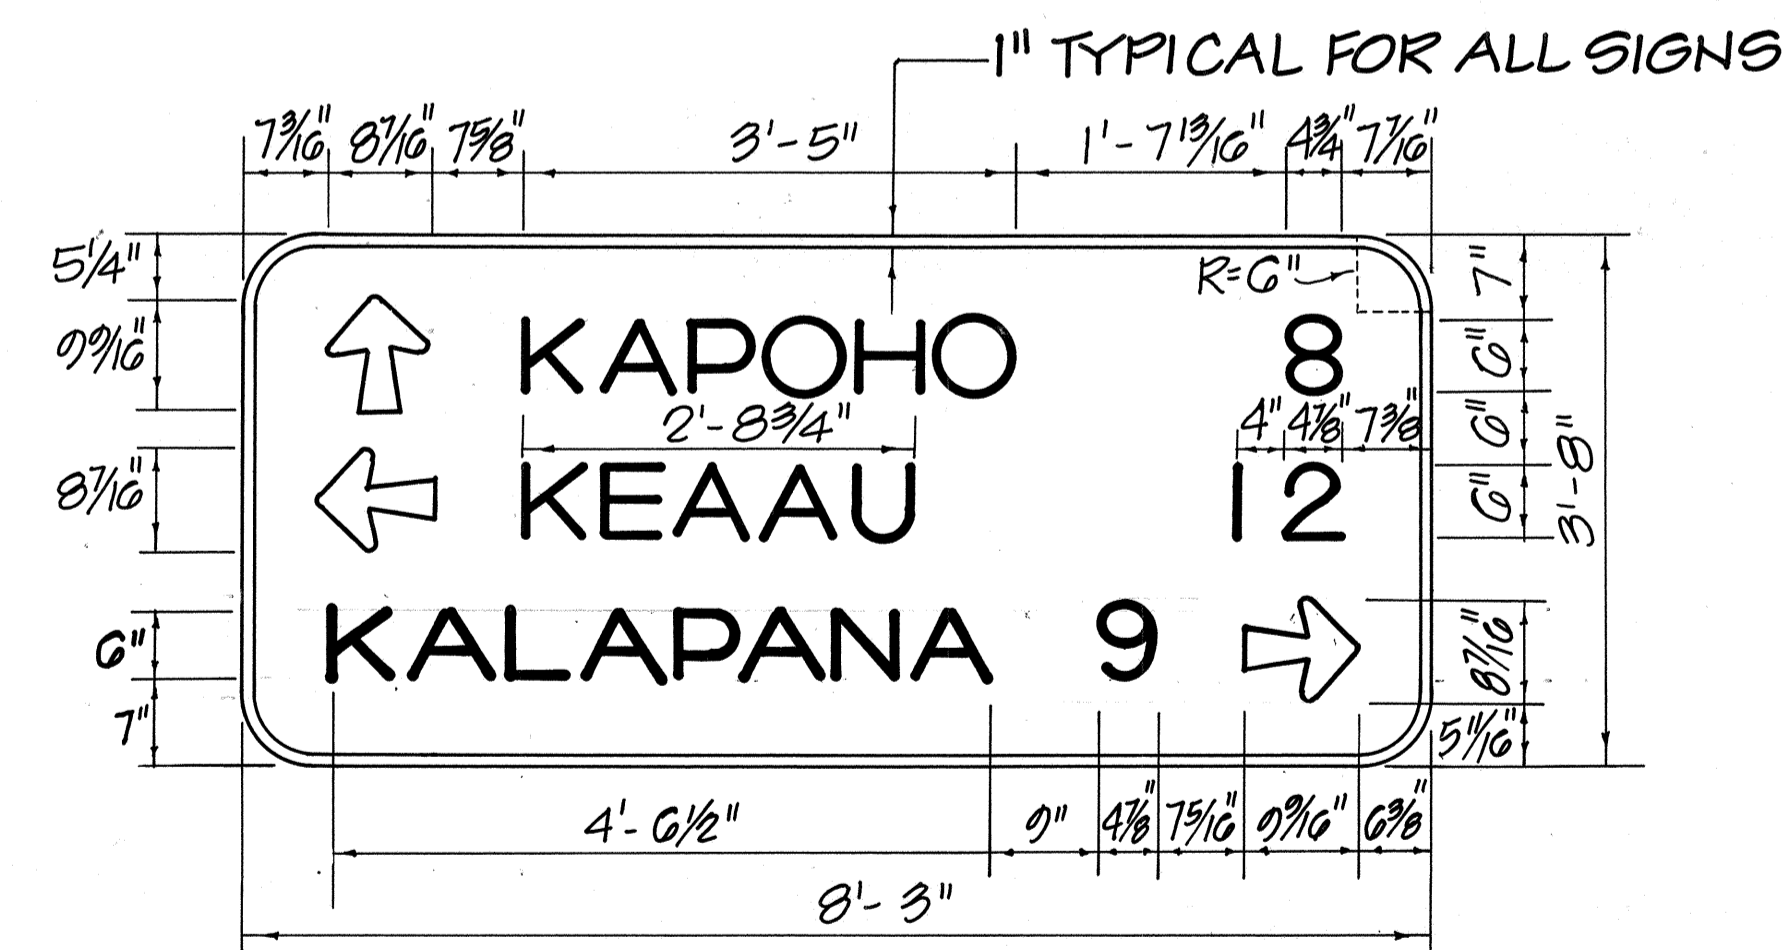 1" TYPICAL FOR ALL SIGNS
7 3/16" 8 7/16" 7 5/8" 3'-5" 1'-7 13/16" 4 3/4" 7 7/16"
5 1/4" R=6" 7"
9 9/16" KAPOHO 8 6"
2'-8 3/4" 4" 4 7/8" 7 3/8" 6"
8 7/16" KEAAU 12 6" 3'-8"
6" KALAPANA 9 8 7/16"
7" 5 11/16"
4'-6 1/2" 9" 4 7/8" 7 5/16" 9 9/16" 6 3/8"
8'-3"